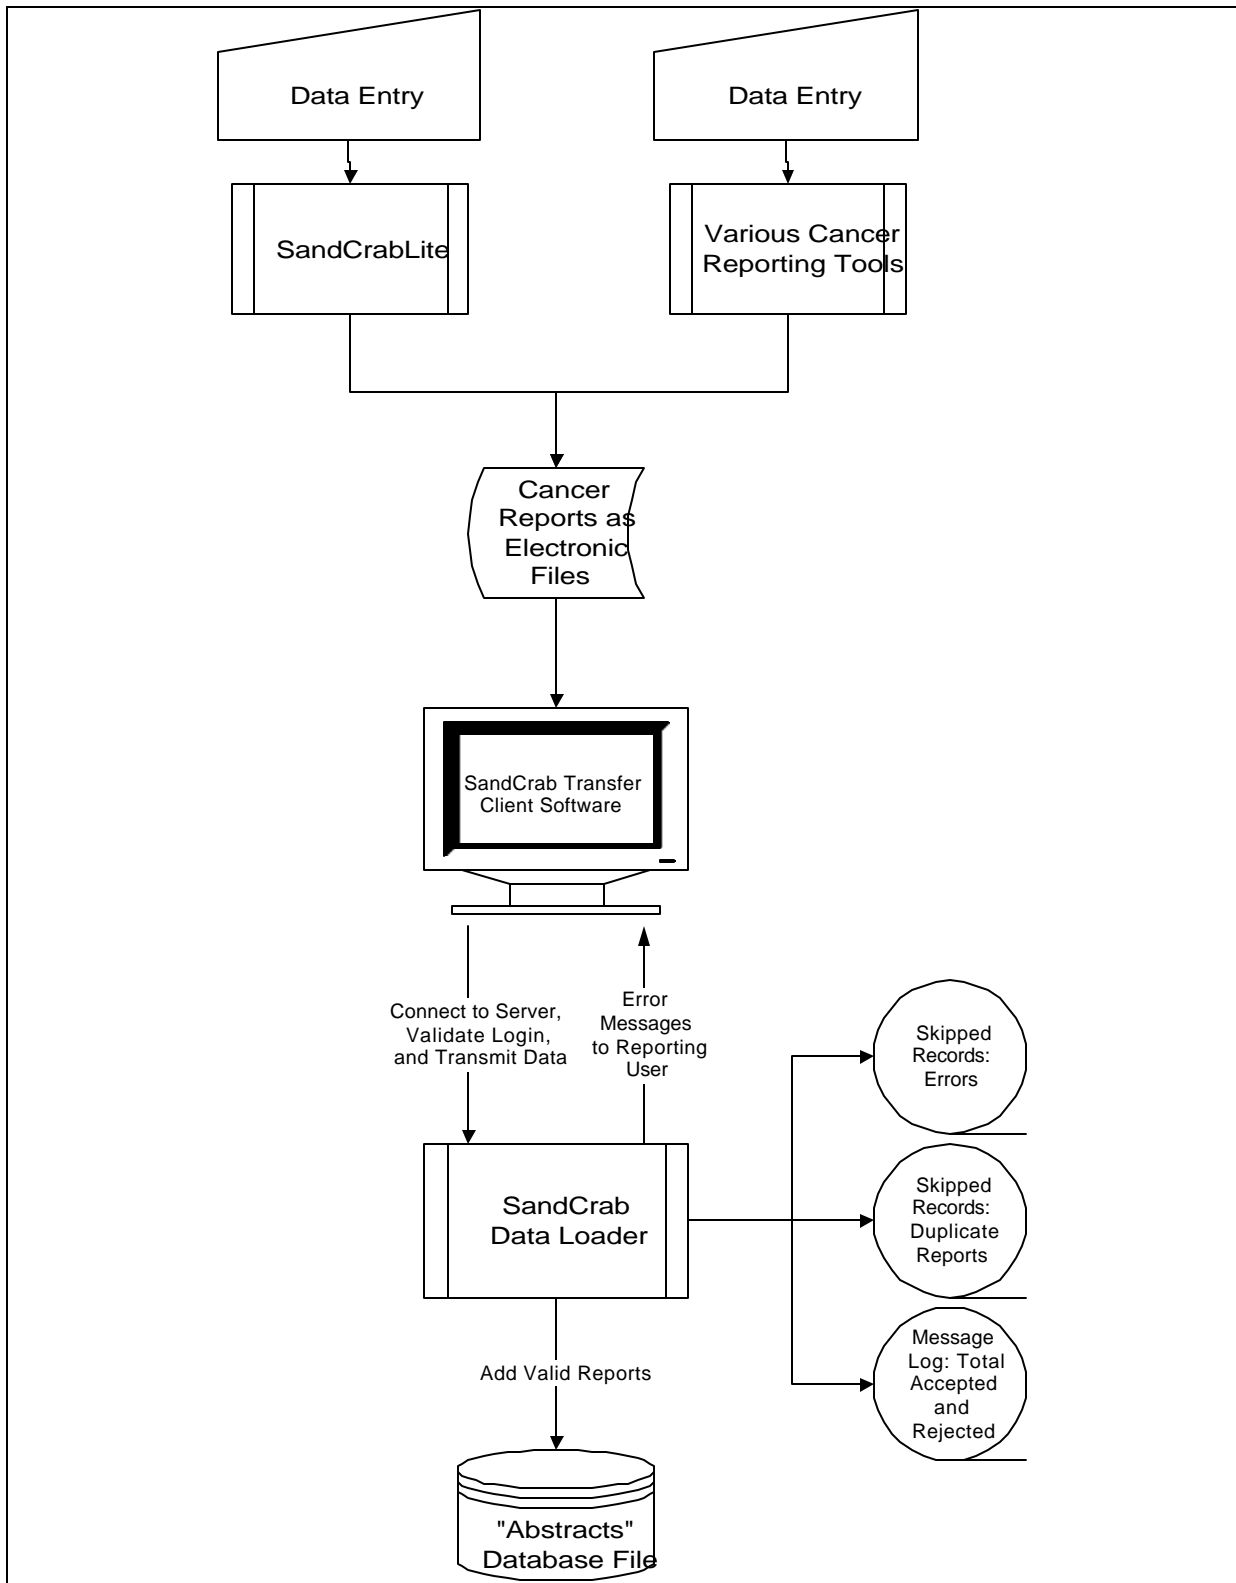 Data Entry
Data Entry
SandCrabLite
Various Cancer
Reporting Tools
Cancer
Reports as
Electronic
Files
SandCrab Transfer
Client Software
Connect to Server,
Validate Login,
and Transmit Data
Error
Messages
to Reporting
User
Skipped
Records:
Errors
SandCrab
Data Loader
Skipped
Records:
Duplicate
Reports
Message
Log: Total
Accepted
and
Rejected
Add Valid Reports
"Abstracts"
Database File